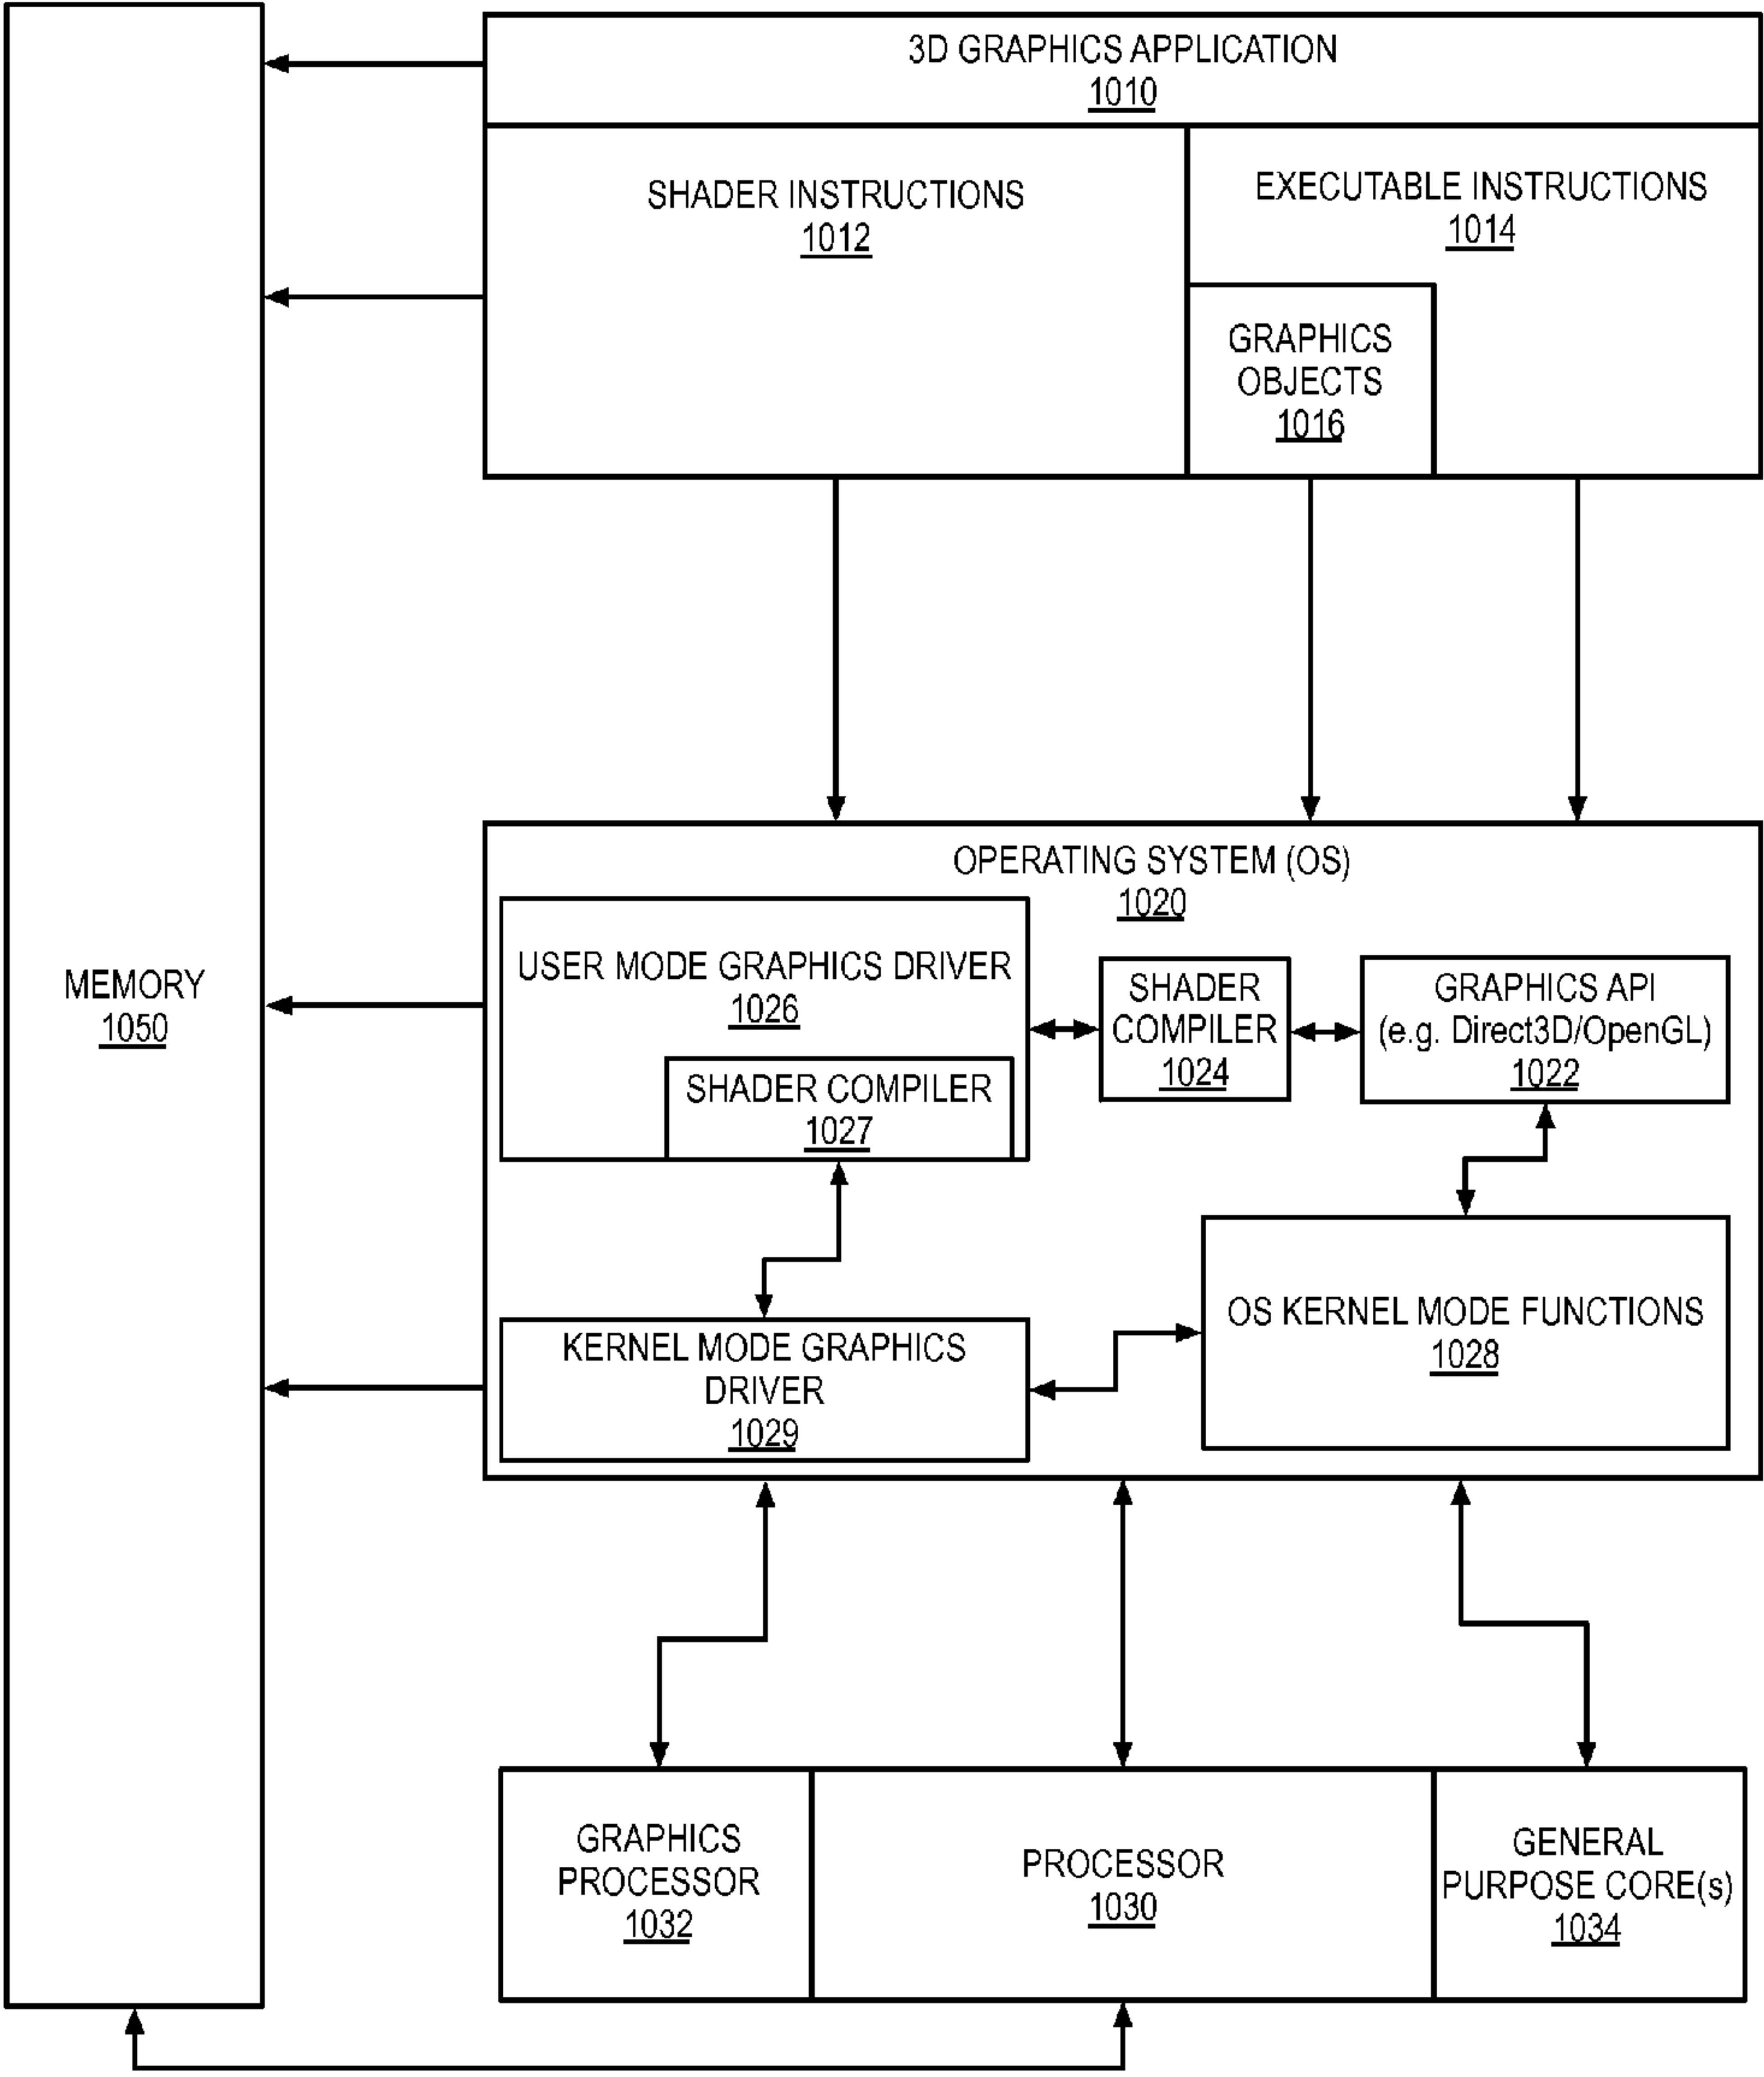 3D GRAPHICS APPLICATION
1010
SHADER INSTRUCTIONS
1012
EXECUTABLE INSTRUCTIONS
1014
GRAPHICS
OBJECTS
1016
MEMORY
1050
OPERATING SYSTEM (OS)
1020
USER MODE GRAPHICS DRIVER
1026
SHADER COMPILER
1027
SHADER
COMPILER
1024
GRAPHICS API
(e.g. Direct3D/OpenGL)
1022
KERNEL MODE GRAPHICS
DRIVER
1029
OS KERNEL MODE FUNCTIONS
1028
GRAPHICS
PROCESSOR
1032
PROCESSOR
1030
GENERAL
PURPOSE CORE(s)
1034